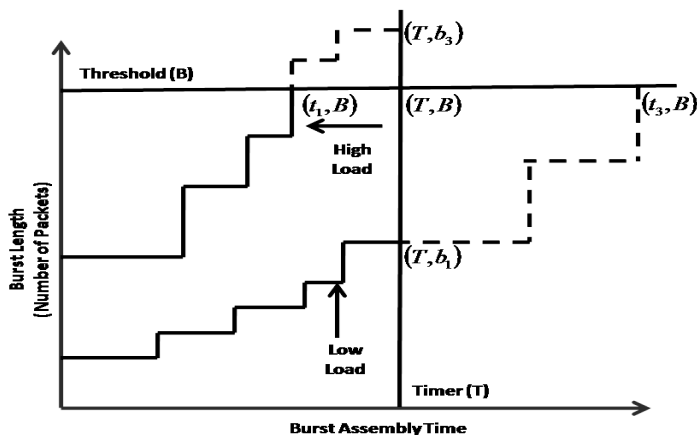 (T, b₃)
Threshold (B)
(t₁, B)
(T, B)
(t₃, B)
High
Load
Burst Length
(Number of Packets)
(T, b₁)
Low
Load
Timer (T)
Burst Assembly Time